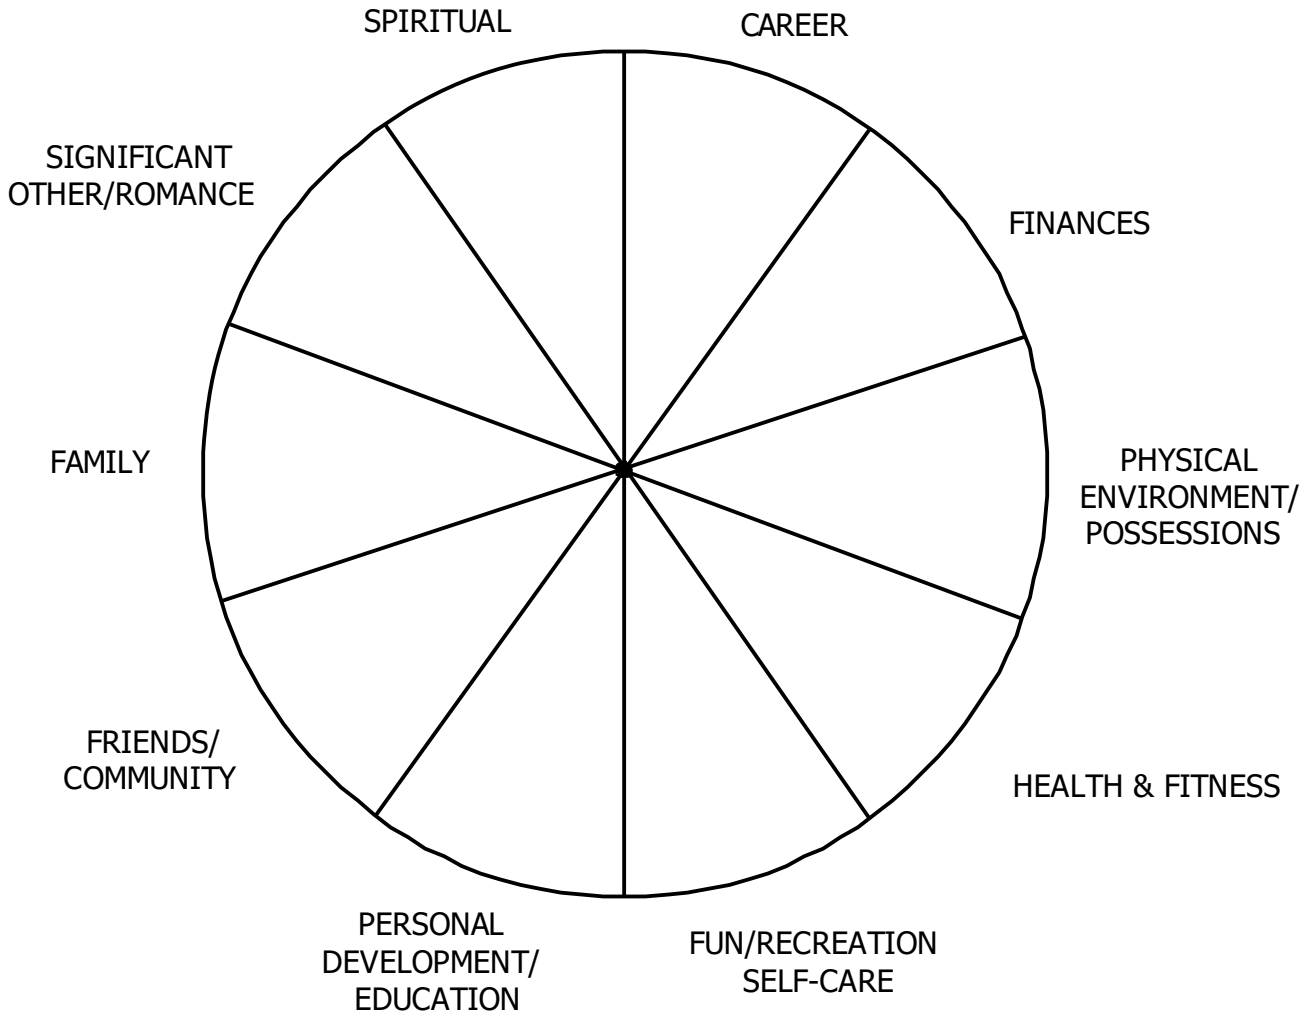 SPIRITUAL
CAREER
SIGNIFICANT
OTHER/ROMANCE
FINANCES
FAMILY
PHYSICAL
ENVIRONMENT/
POSSESSIONS
FRIENDS/
COMMUNITY
HEALTH & FITNESS
PERSONAL
DEVELOPMENT/
EDUCATION
FUN/RECREATION
SELF-CARE